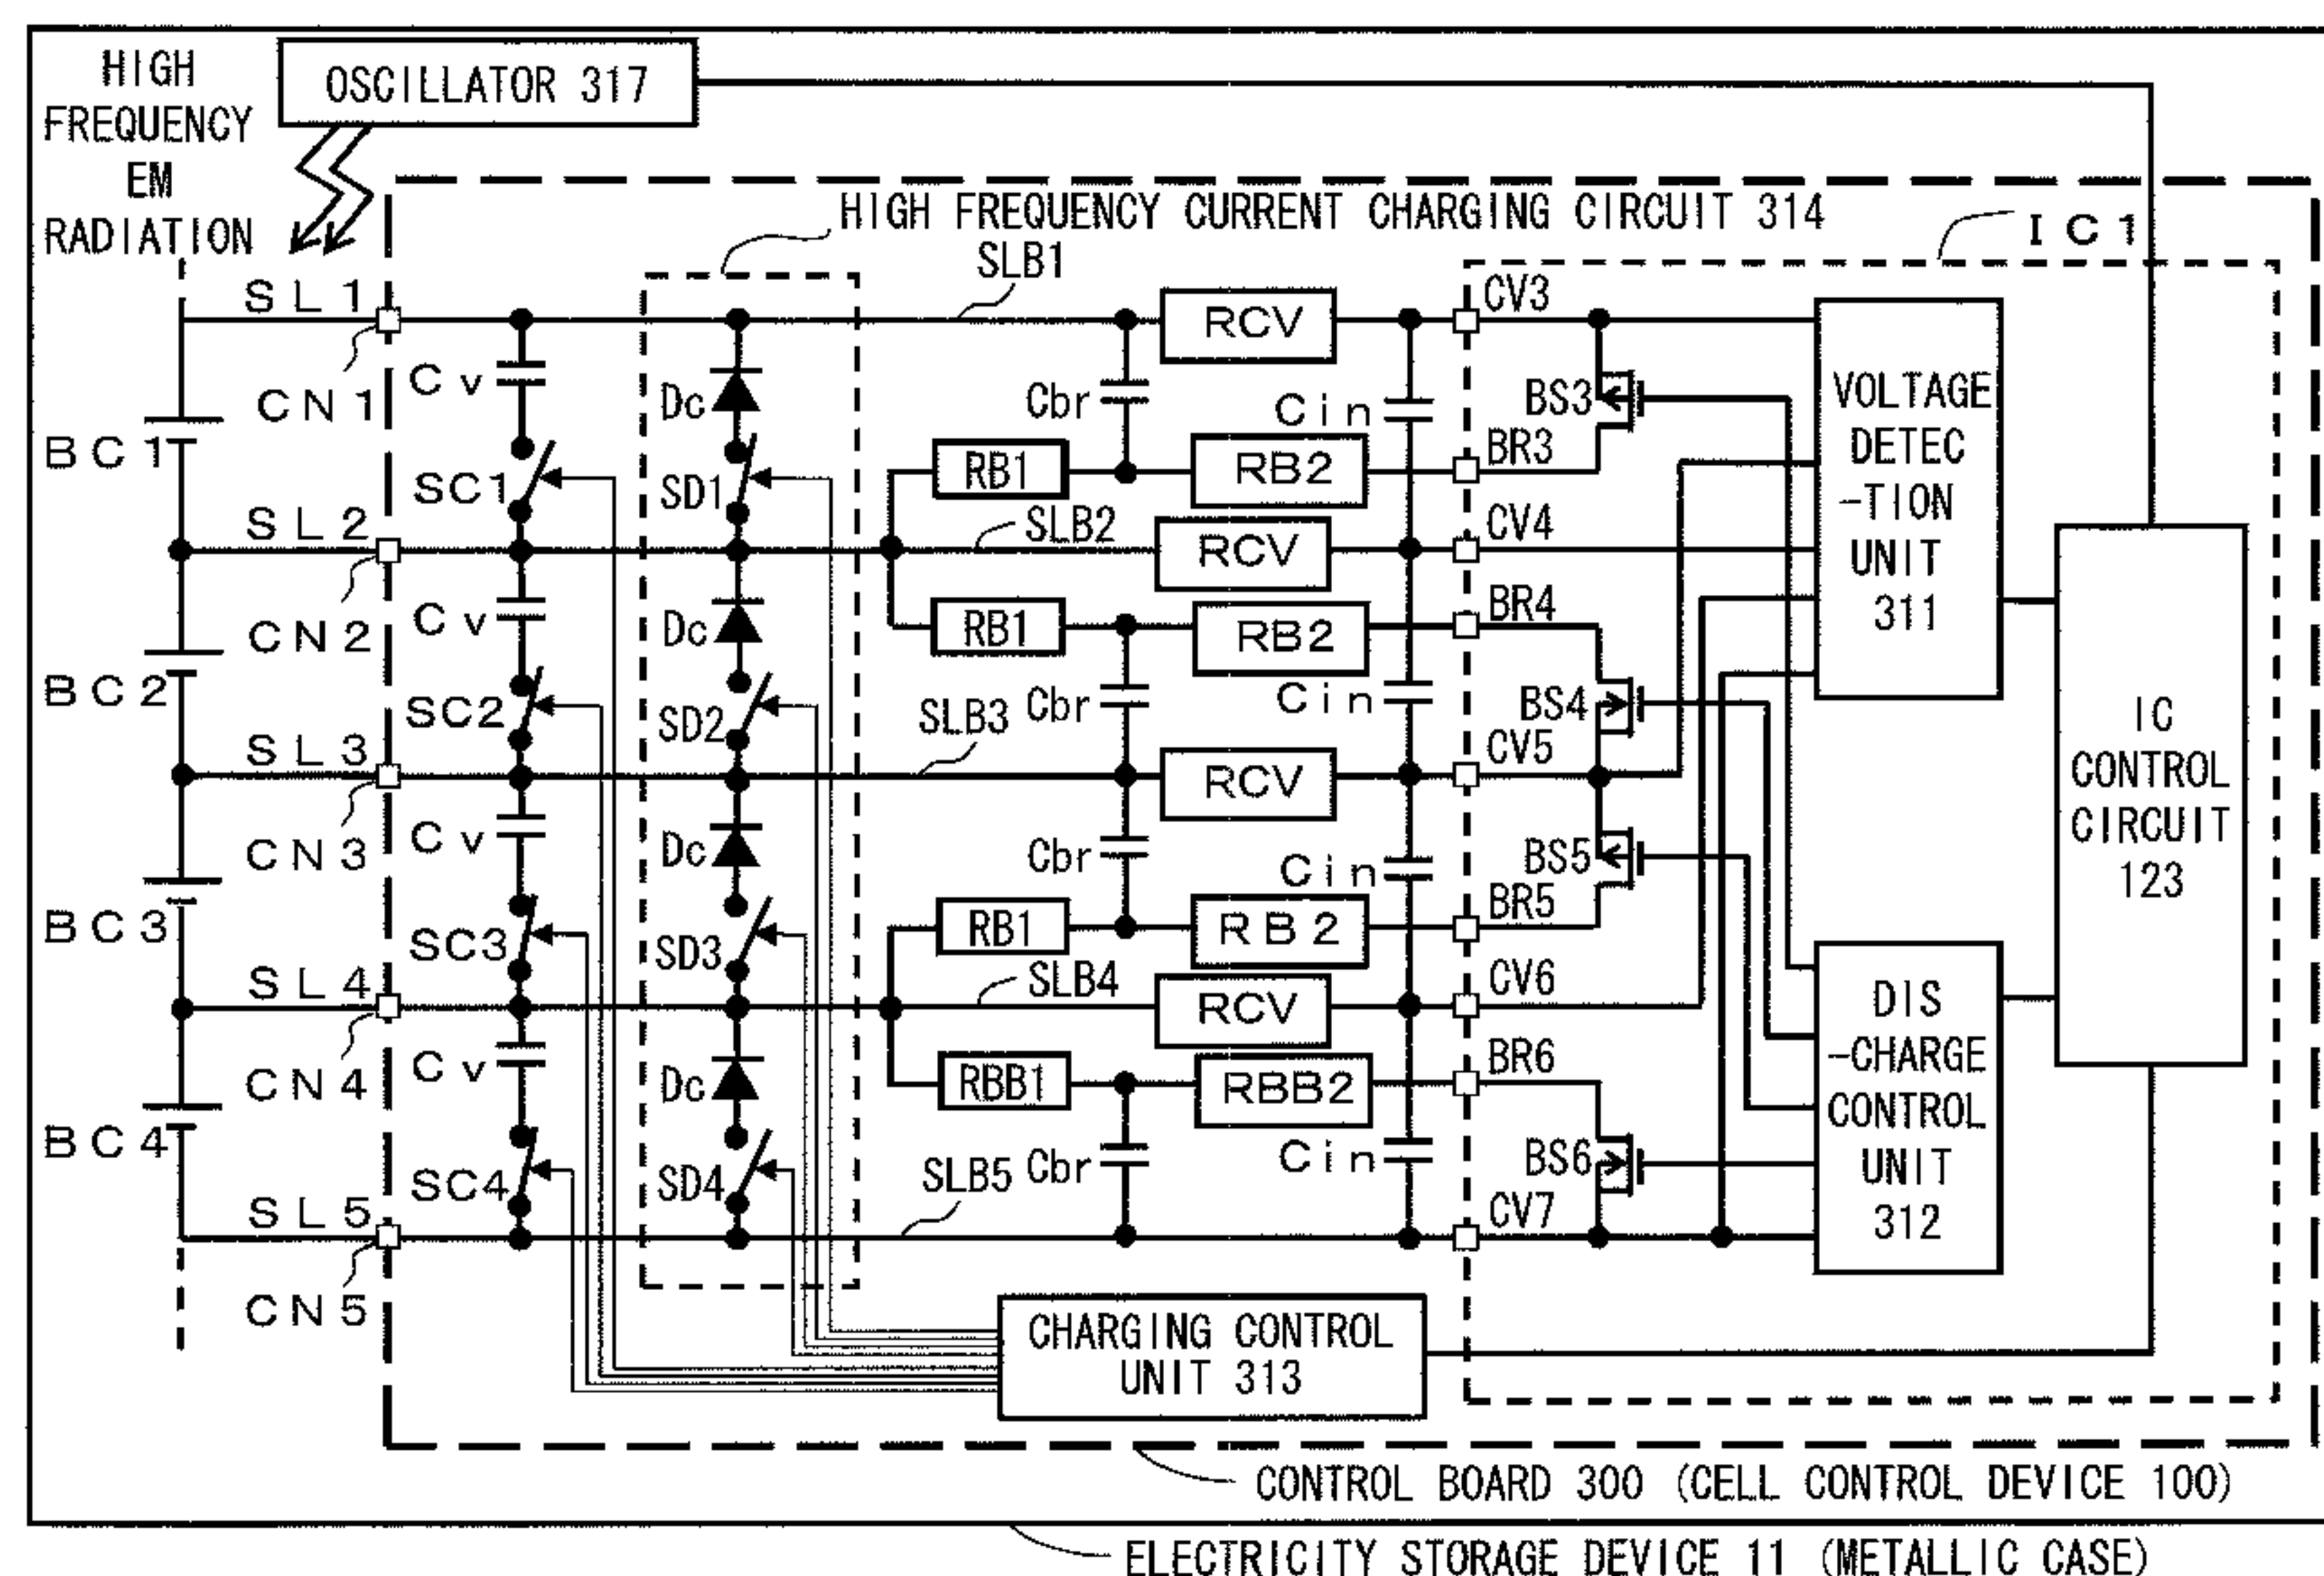 HIGH
FREQUENCY
EM
RADIATION
OSCILLATOR 317
HIGH FREQUENCY CURRENT CHARGING CIRCUIT 314
IC1
SL1
SLB1
RCV
CV3
CN1
Cv
Dc
Cbr
Cin
BS3
VOLTAGE
DETEC
-TION
UNIT
311
BC1
SC1
SD1
RB1
RB2
BR3
SL2
SLB2
RCV
CV4
CN2
Cv
Dc
RB1
RB2
BR4
BC2
SC2
SD2
SLB3
Cbr
Cin
BS4
IC
CONTROL
CIRCUIT
123
SL3
RCV
CV5
CN3
Cv
Dc
Cbr
Cin
BS5
BC3
SC3
SD3
RB1
RB2
BR5
SL4
SLB4
RCV
CV6
CN4
Cv
Dc
RBB1
RBB2
BR6
DIS
-CHARGE
CONTROL
UNIT
312
BC4
SC4
SD4
SLB5
Cbr
Cin
BS6
SL5
CV7
CN5
CHARGING CONTROL
UNIT 313
CONTROL BOARD 300 (CELL CONTROL DEVICE 100)
ELECTRICITY STORAGE DEVICE 11 (METALLIC CASE)